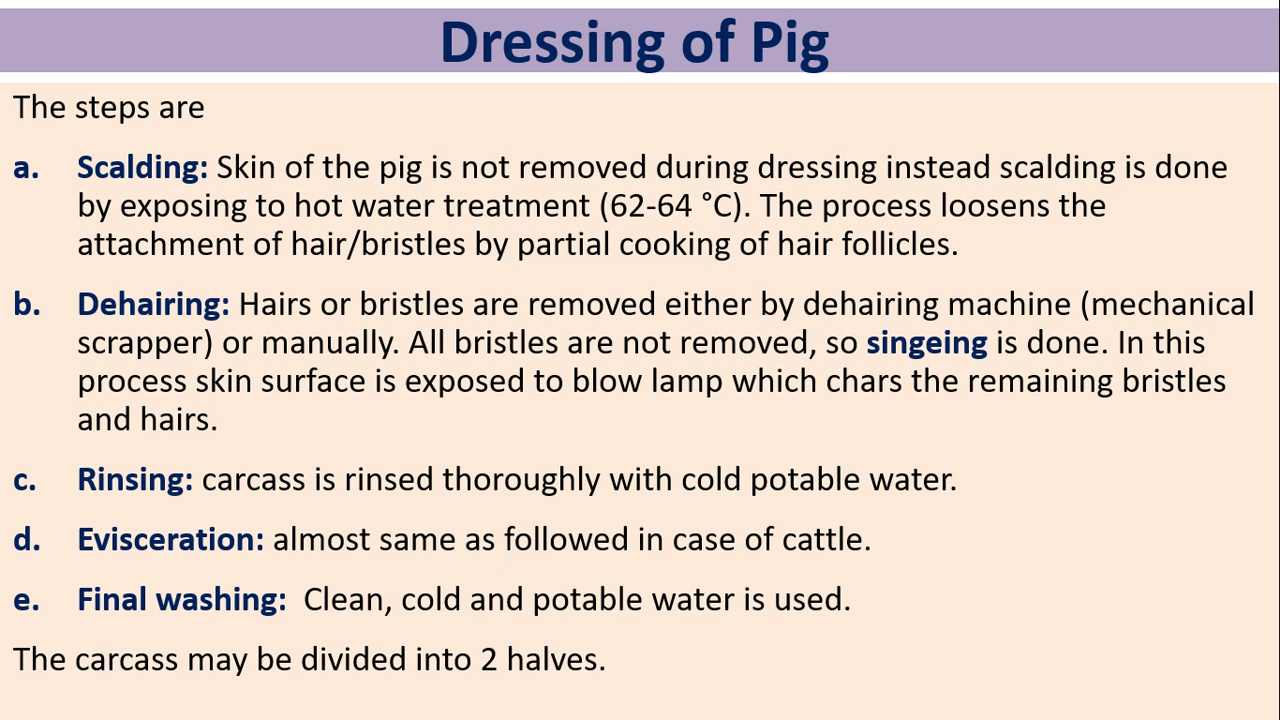 Dressing of Pig
The steps are
a. Scalding: Skin of the pig is not removed during dressing instead scalding is done
by exposing to hot water treatment (62-64 °C). The process loosens the
attachment of hair/bristles by partial cooking of hair follicles.
b. Dehairing: Hairs or bristles are removed either by dehairing machine (mechanical
scrapper) or manually. All bristles are not removed, so singeing is done. In this
process skin surface is exposed to blow lamp which chars the remaining bristles
and hairs.
c. Rinsing: carcass is rinsed thoroughly with cold potable water.
d. Evisceration: almost same as followed in case of cattle.
e. Final washing: Clean, cold and potable water is used.
The carcass may be divided into 2 halves.